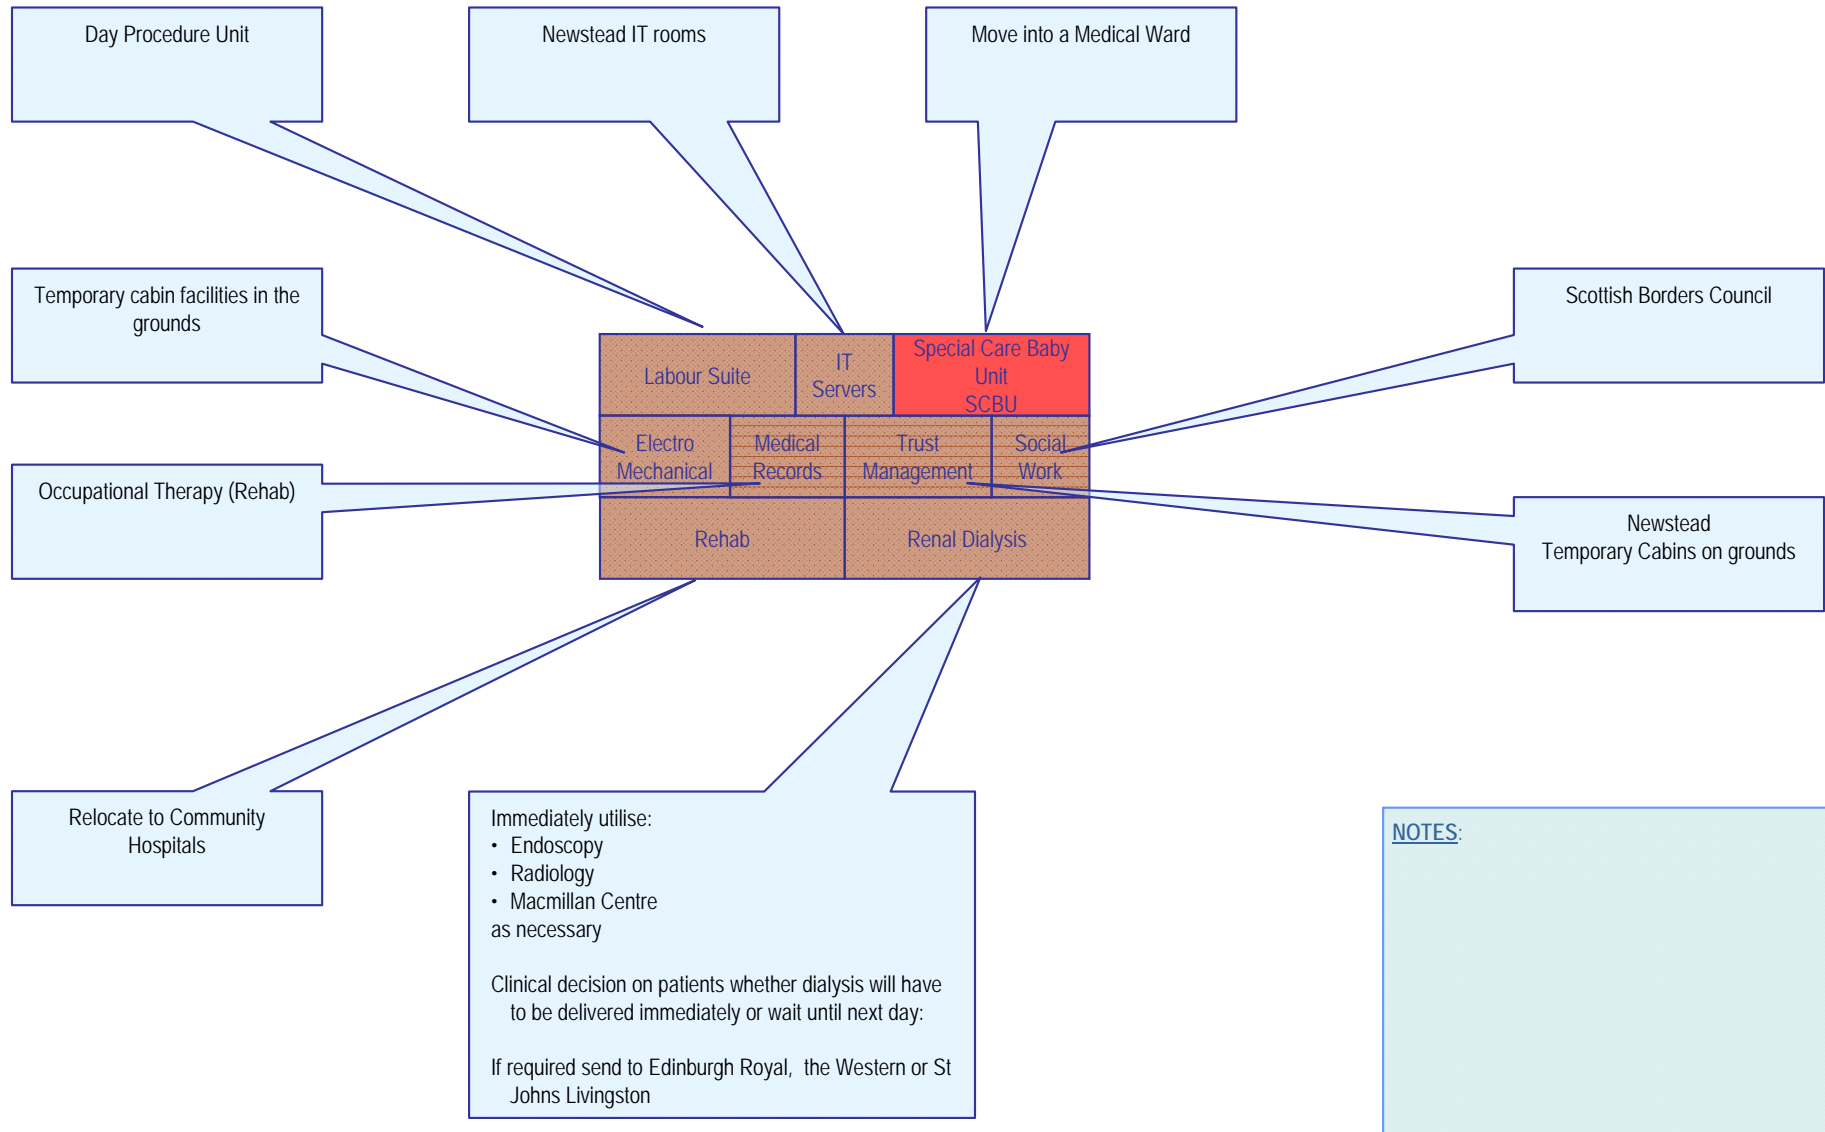 Day Procedure Unit
Newstead IT rooms
Move into a Medical Ward
Temporary cabin facilities in the
grounds
Scottish Borders Council
Labour Suite
IT
Servers
Special Care Baby
Unit
SCBU
Electro
Mechanical
Medical
Records
Trust
Management
Social
Work
Occupational Therapy (Rehab)
Newstead
Temporary Cabins on grounds
Rehab
Renal Dialysis
Relocate to Community
Hospitals
Immediately utilise:
• Endoscopy
• Radiology
• Macmillan Centre
as necessary
Clinical decision on patients whether dialysis will have
to be delivered immediately or wait until next day:
If required send to Edinburgh Royal, the Western or St
Johns Livingston
NOTES: